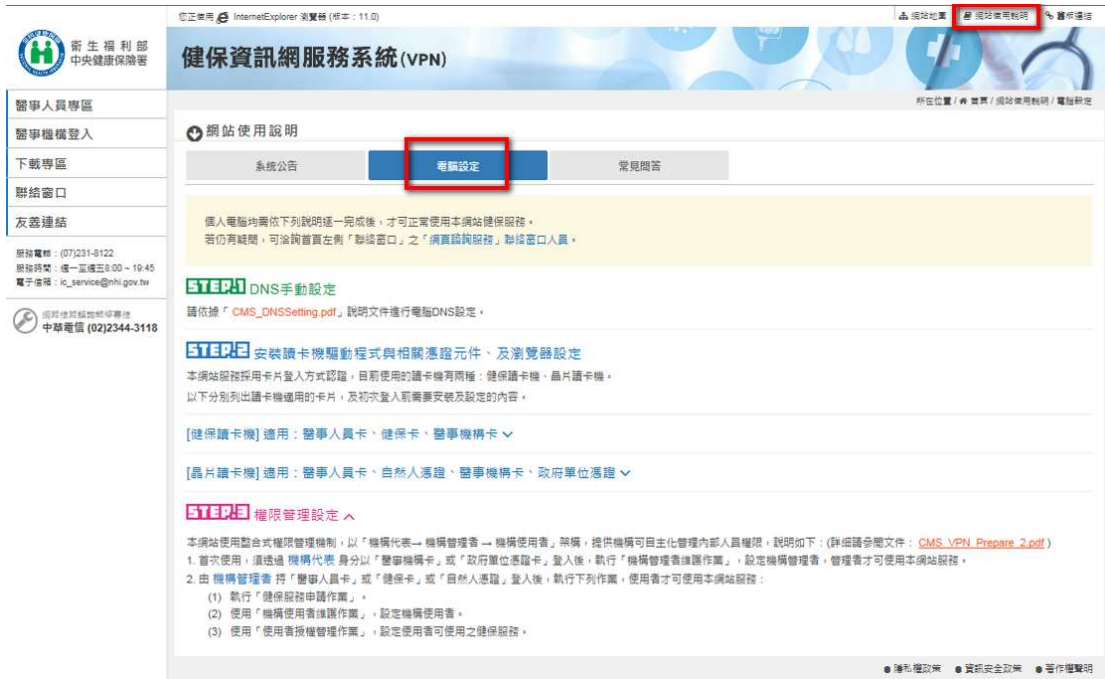 您正使用 InternetExplorer 瀏覽器 (版本：11.0)
網站地圖 網站使用說明 舊版連結
衛生福利部
中央健康保險署
健保資訊網服務系統(VPN)
所在位置 / 首頁 / 網站使用說明 / 電腦設定
醫事人員專區
醫事機構登入
下載專區
聯絡窗口
友善連結
服務電話：(07)231-8122
服務時間：週一至週五8:00 ~ 19:45
電子信箱：ic_service@nhi.gov.tw
中華電信 (02)2344-3118
網站使用說明
系統公告 電腦設定 常見問答
個人電腦均需依下列說明逐一完成後，才可正常使用本網站健保服務。
若仍有疑問，可洽詢首頁左側「聯絡窗口」之「網頁諮詢服務」聯絡窗口人員。
STEP.1 DNS手動設定
請依據「 CMS_DNSSetting.pdf」說明文件進行電腦DNS設定。
STEP.2 安裝讀卡機驅動程式與相關憑證元件、及瀏覽器設定
本網站服務採用卡片登入方式認證，目前使用的讀卡機有兩種：健保讀卡機、晶片讀卡機。
以下分別列出讀卡機適用的卡片，及初次登入前需要安裝及設定的內容。
[健保讀卡機] 適用：醫事人員卡、健保卡、醫事機構卡
[晶片讀卡機] 適用：醫事人員卡、自然人憑證、醫事機構卡、政府單位憑證
STEP.3 權限管理設定
本網站使用整合式權限管理機制，以「機構代表→ 機構管理者 → 機構使用者」架構，提供機構可自主化管理內部人員權限，說明如下：(詳細請參閱文件： CMS_VPN_Prepare_2.pdf )
1. 首次使用，須透過 機構代表 身分以「醫事機構卡」或「政府單位憑證卡」登入後，執行「機構管理者維護作業」，設定機構管理者，管理者才可使用本網站服務。
2. 由 機構管理者 持「醫事人員卡」或「健保卡」或「自然人憑證」登入後，執行下列作業，使用者才可使用本網站服務：
(1) 執行「健保服務申請作業」。
(2) 使用「機構使用者維護作業」，設定機構使用者。
(3) 使用「使用者授權管理作業」，設定使用者可使用之健保服務。
隱私權政策 資訊安全政策 著作權聲明